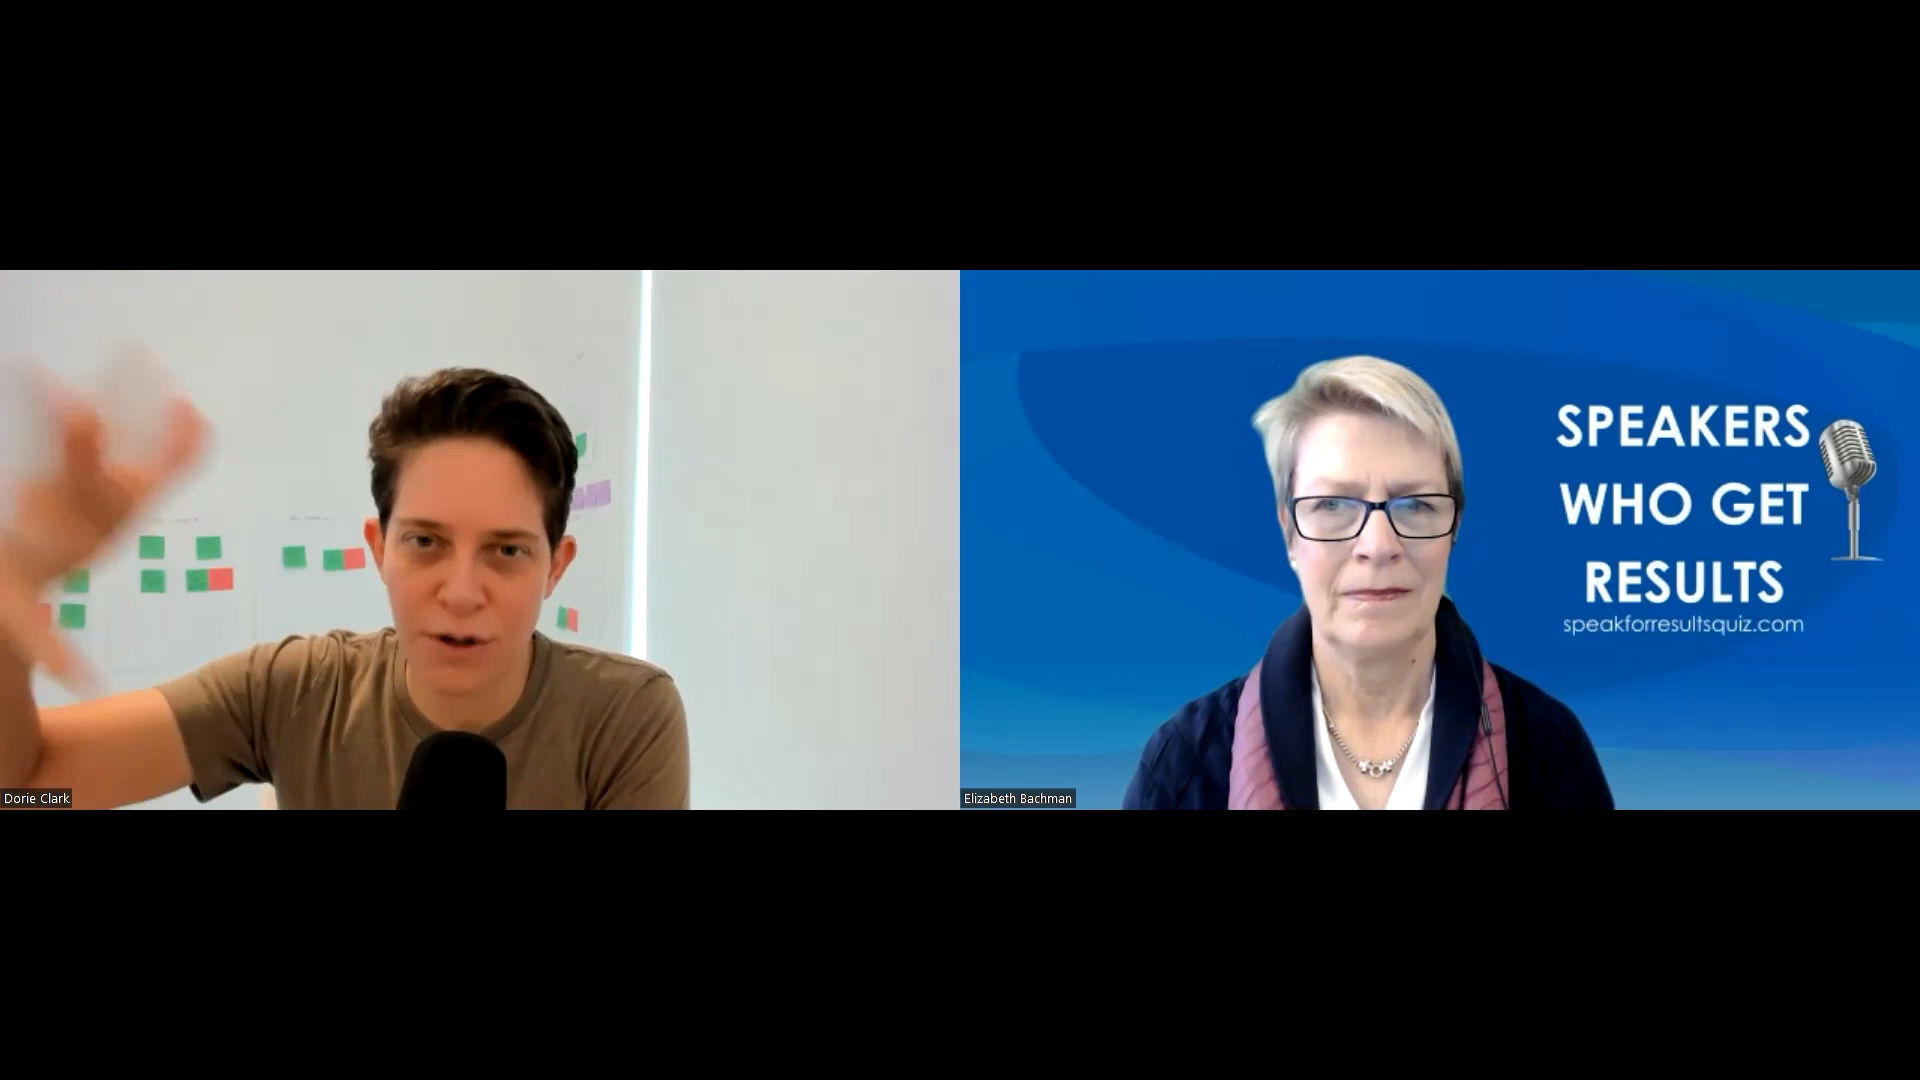 SPEAKERS
WHO GET
RESULTS
speakforresultsquiz.com
Dorie Clark
Elizabeth Bachman